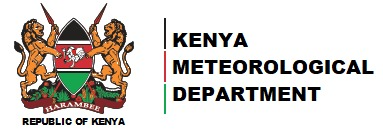 HARAMBEE
REPUBLIC OF KENYA
KENYA
METEOROLOGICAL
DEPARTMENT